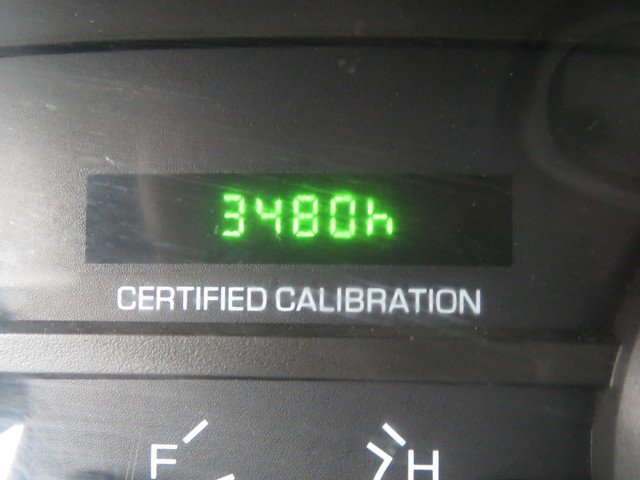 3480h
CERTIFIED CALIBRATION
F H